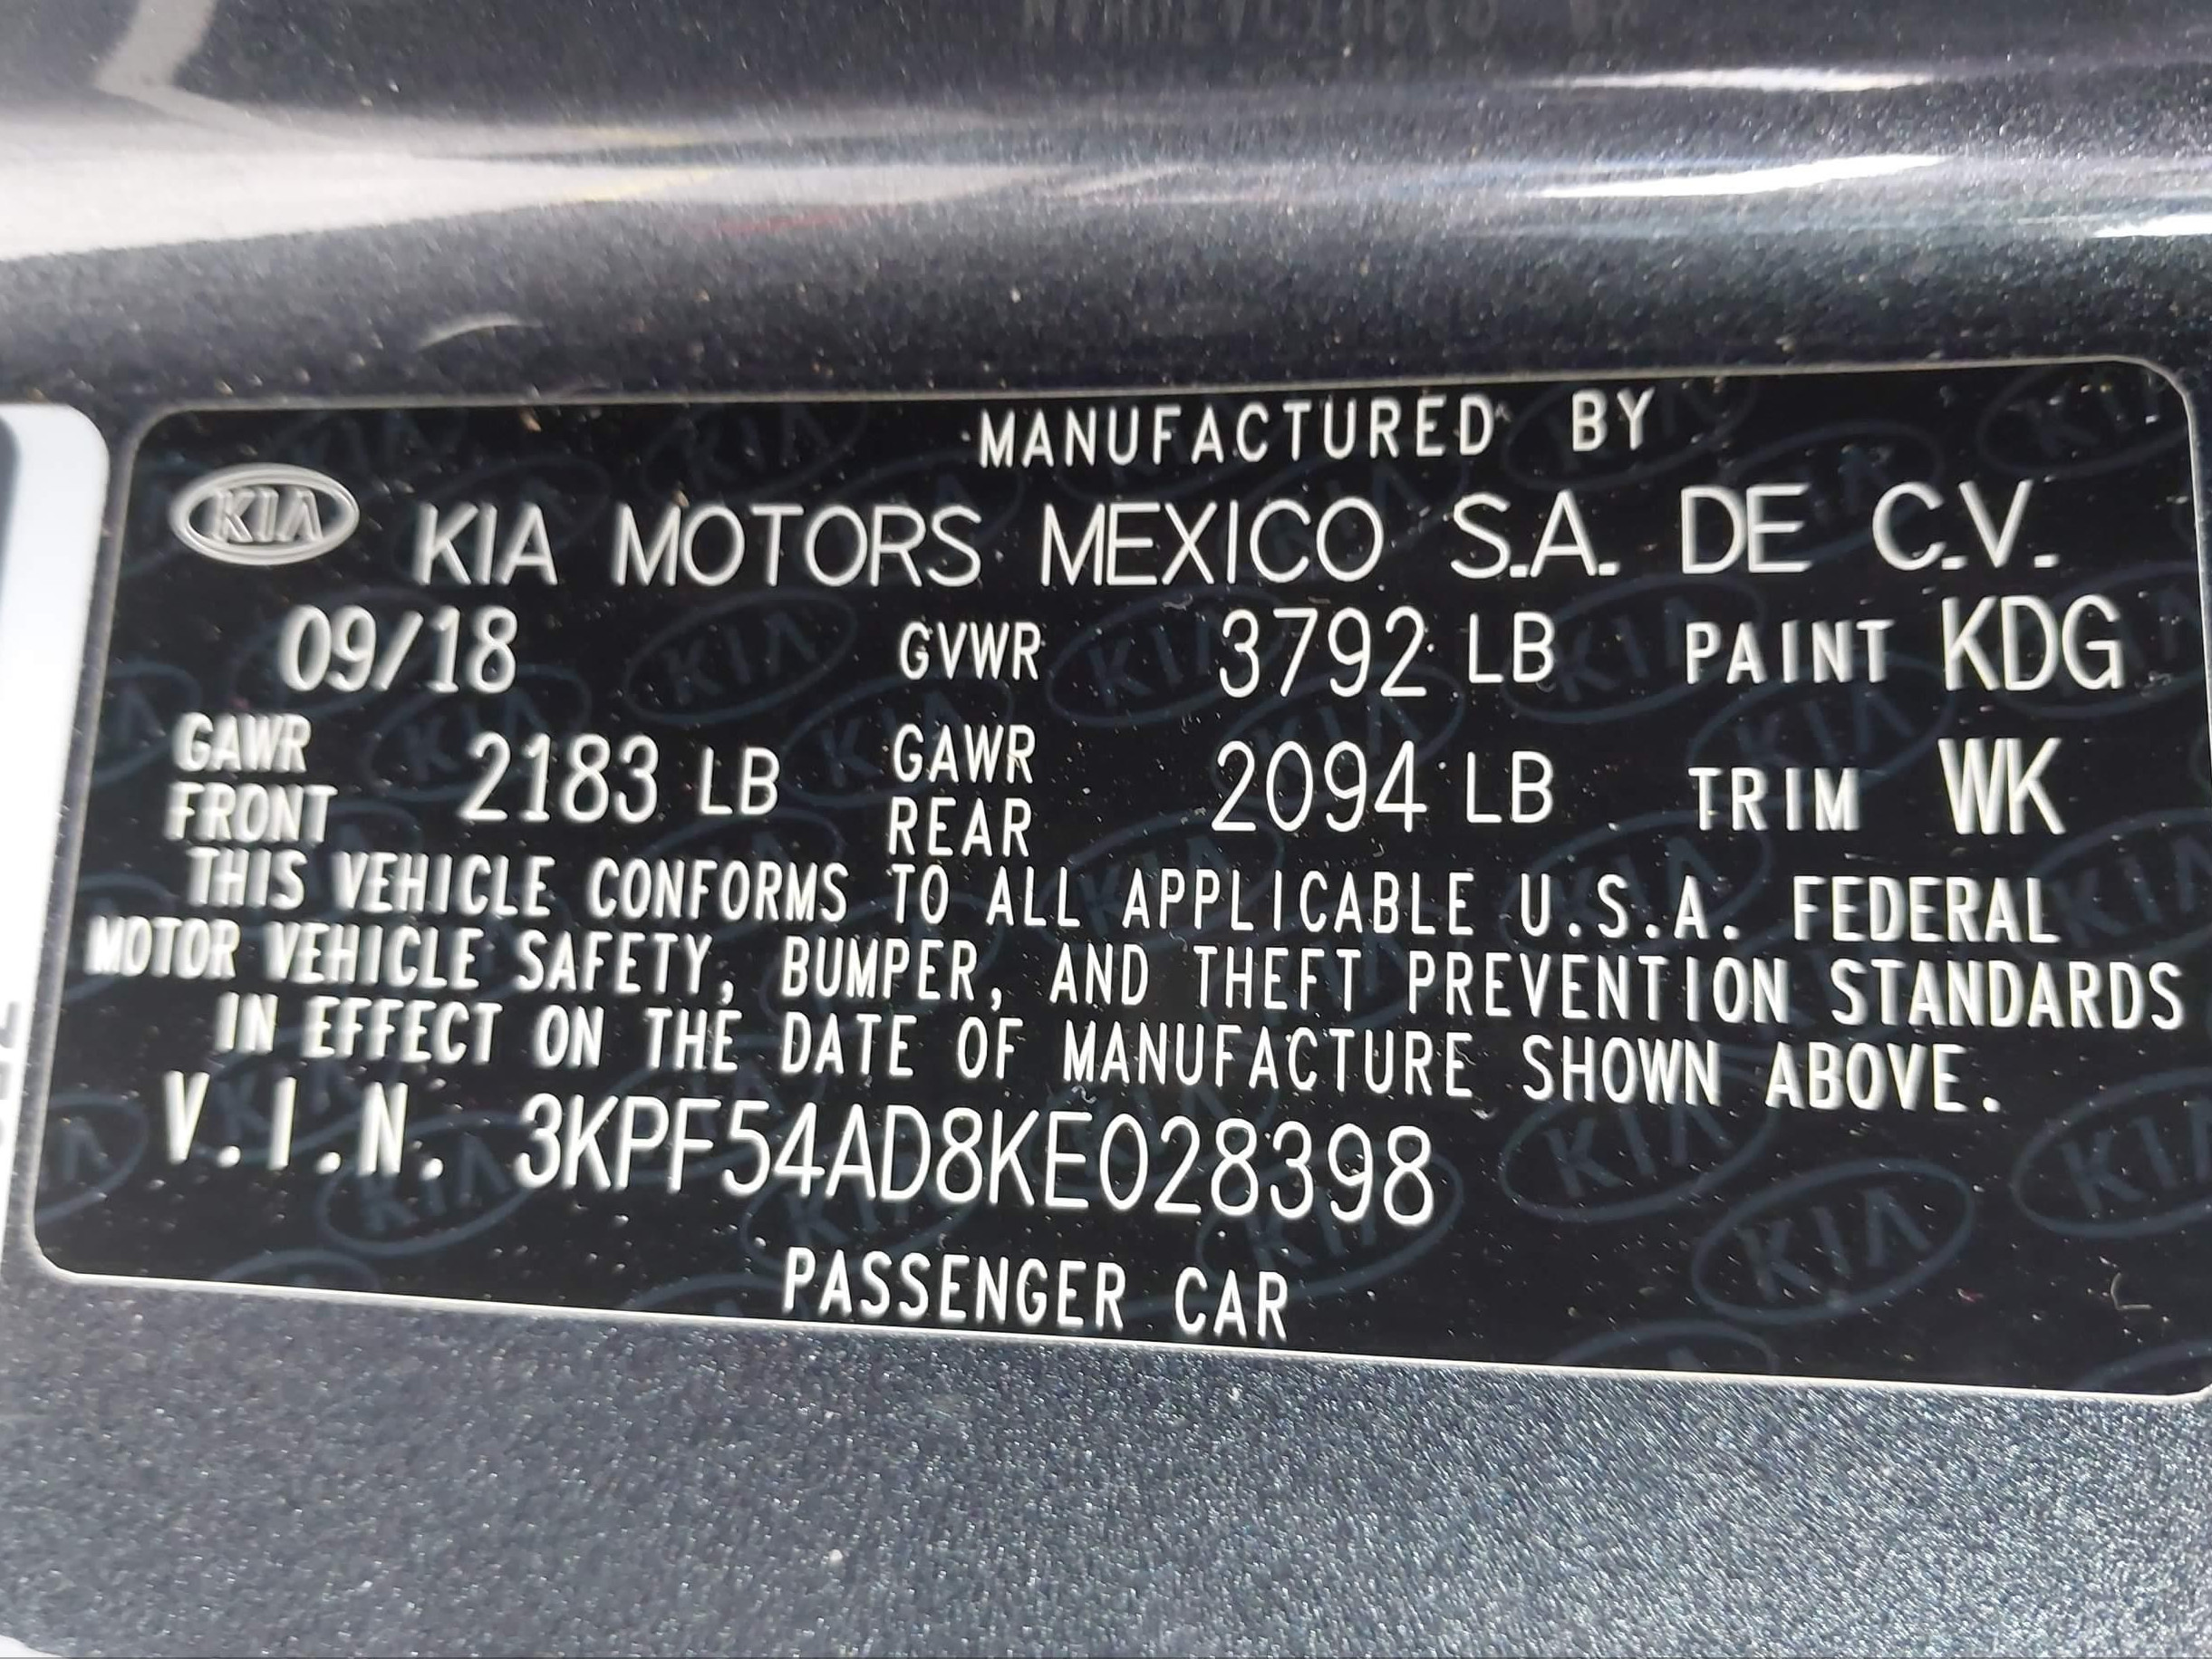 MANUFACTURED BY
KIA KIA MOTORS MEXICO S.A. DE C.V.
09/18 GVWR 3792 LB PAINT KDG
GAWR FRONT 2183 LB GAWR REAR 2094 LB TRIM WK
THIS VEHICLE CONFORMS TO ALL APPLICABLE U.S.A. FEDERAL
MOTOR VEHICLE SAFETY, BUMPER, AND THEFT PREVENTION STANDARDS
IN EFFECT ON THE DATE OF MANUFACTURE SHOWN ABOVE.
V.I.N. 3KPF54AD8KE028398
PASSENGER CAR